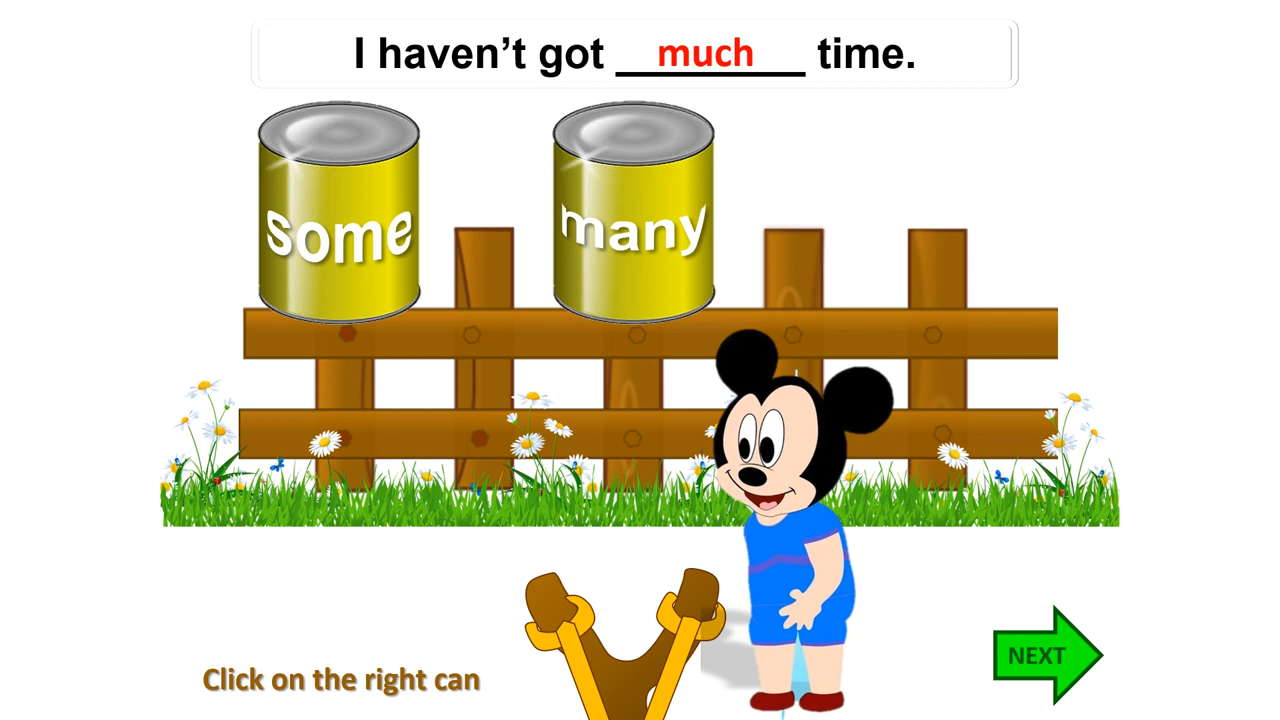 I haven't got much time.
some
many
Click on the right can
NEXT